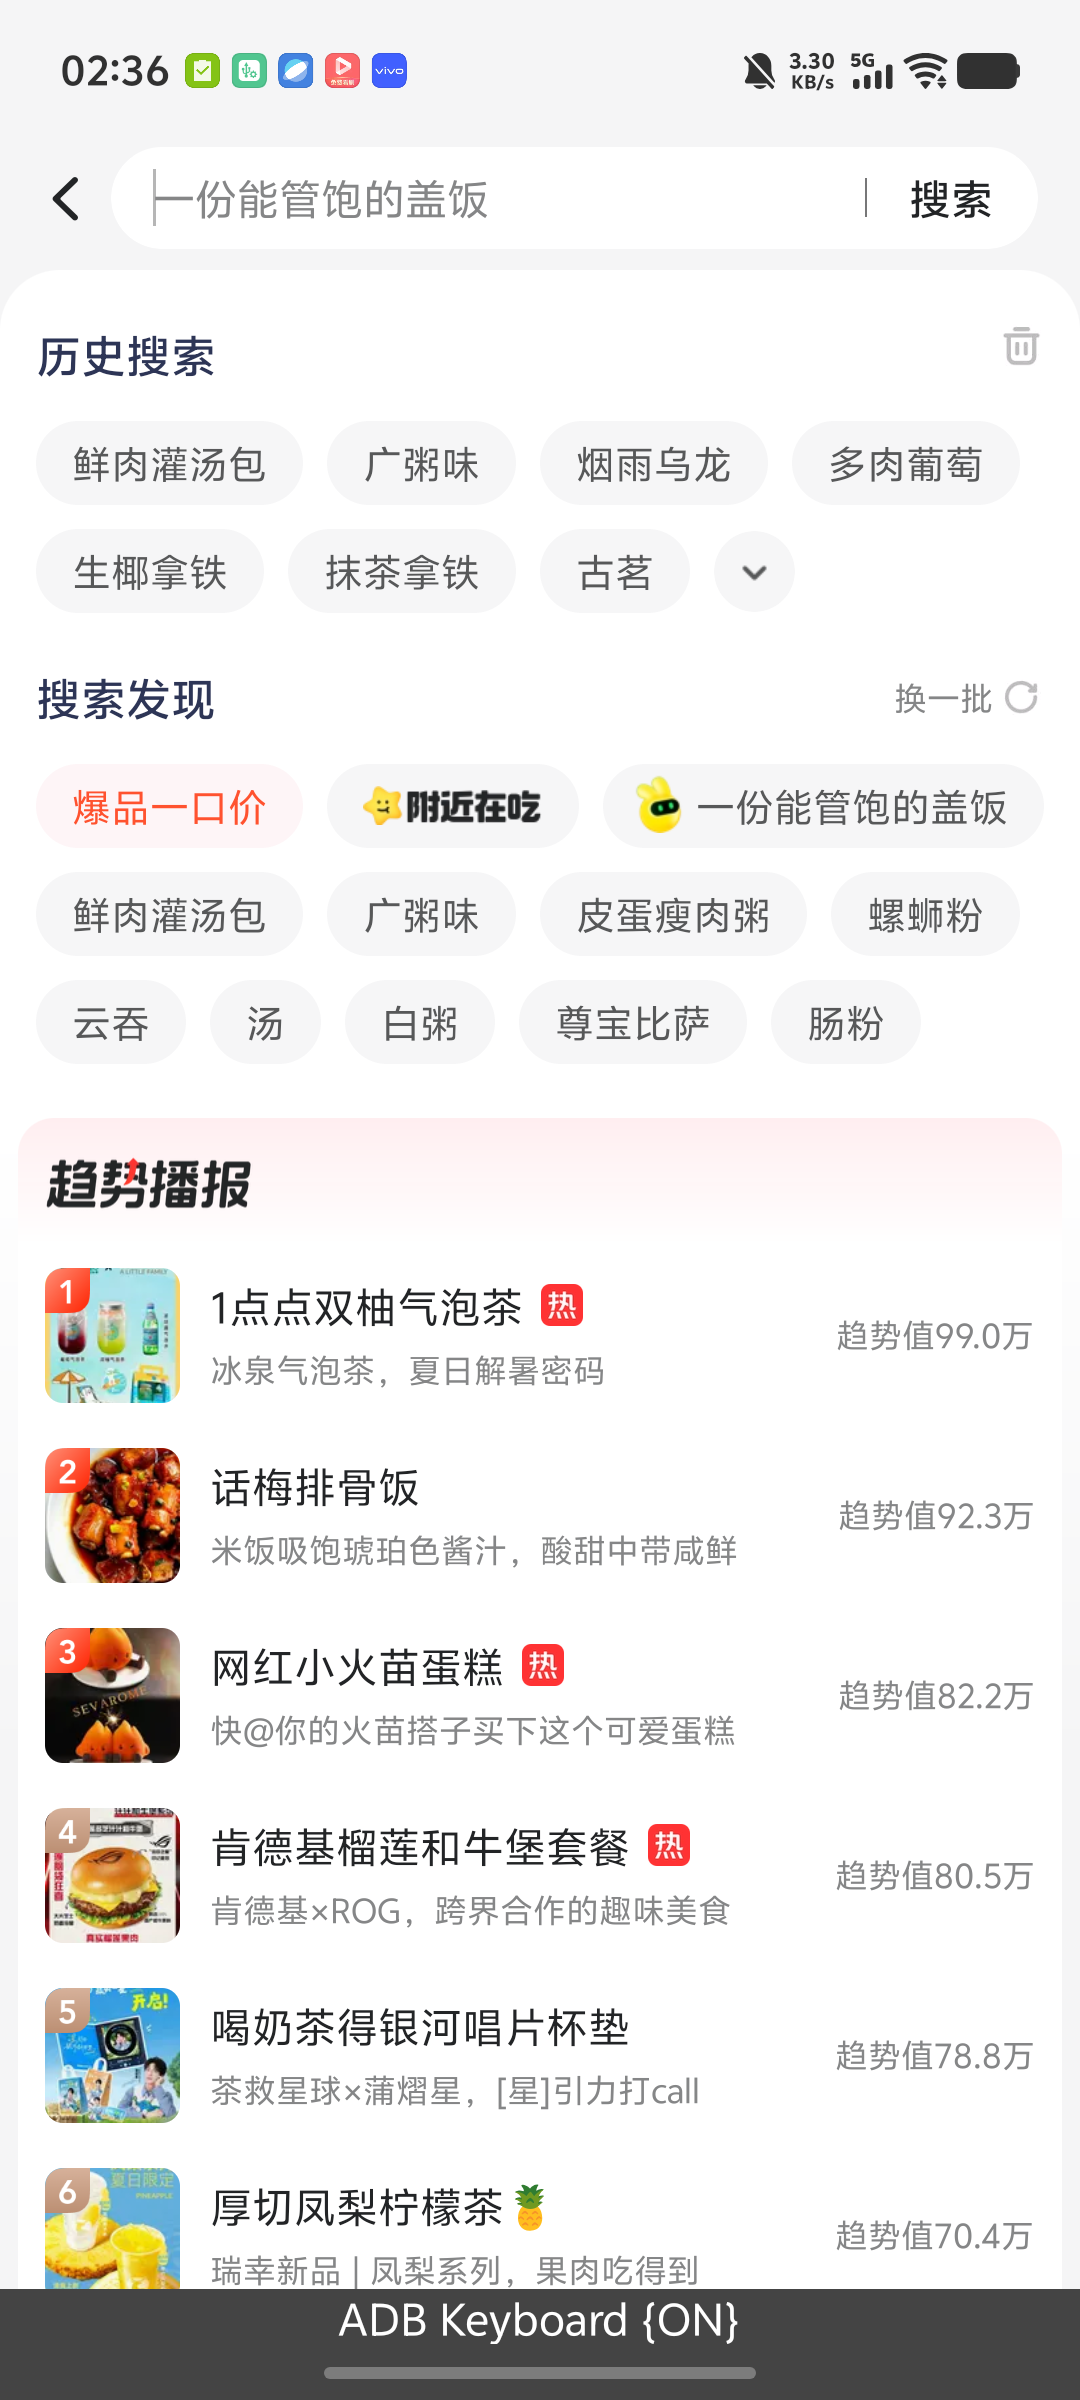 02:36
vivo
3.30 KB/s
5G
一份能管饱的盖饭
搜索
历史搜索
鲜肉灌汤包
广粥味
烟雨乌龙
多肉葡萄
生椰拿铁
抹茶拿铁
古茗
搜索发现
换一批
爆品一口价
附近在吃
一份能管饱的盖饭
鲜肉灌汤包
广粥味
皮蛋瘦肉粥
螺蛳粉
云吞
汤
白粥
尊宝比萨
肠粉
趋势播报
1
1点点双柚气泡茶 热
冰泉气泡茶，夏日解暑密码
趋势值99.0万
2
话梅排骨饭
米饭吸饱琥珀色酱汁，酸甜中带咸鲜
趋势值92.3万
3
SEVAROME
网红小火苗蛋糕 热
快@你的火苗搭子买下这个可爱蛋糕
趋势值82.2万
4
肯德基榴莲和牛堡套餐 热
肯德基×ROG，跨界合作的趣味美食
趋势值80.5万
5
开启!
喝奶茶得银河唱片杯垫
茶救星球×蒲熠星，[星]引力打call
趋势值78.8万
6
夏日限定
PINEAPPLE
厚切凤梨柠檬茶🍍
瑞幸新品 | 凤梨系列，果肉吃得到
趋势值70.4万
ADB Keyboard {ON}